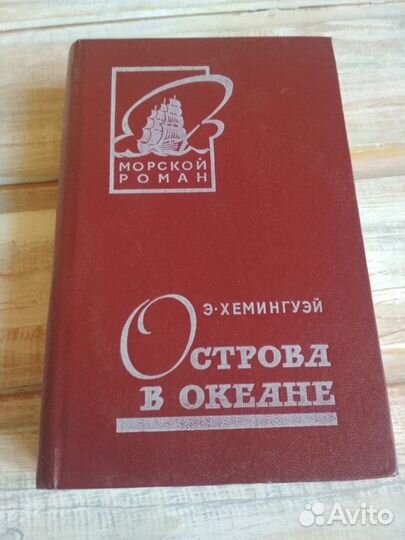 МОРСКОЙ
РОМАН
Э·ХЕМИНГУЭЙ
ОСТРОВА
В ОКЕАНЕ
Avito